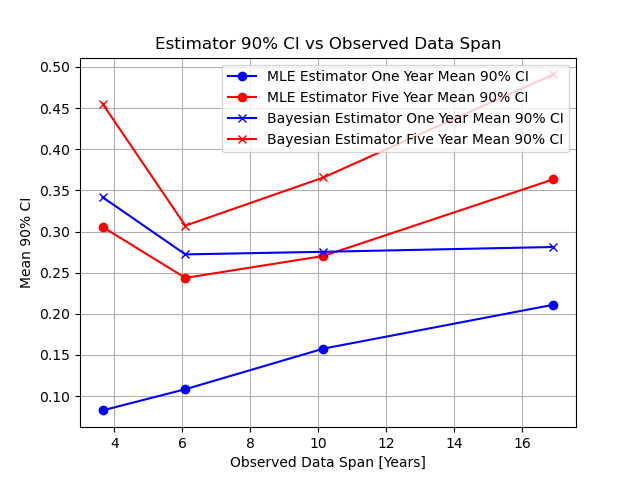 Estimator 90% CI vs Observed Data Span
MLE Estimator One Year Mean 90% CI
MLE Estimator Five Year Mean 90% CI
Bayesian Estimator One Year Mean 90% CI
Bayesian Estimator Five Year Mean 90% CI
Mean 90% CI
0.50
0.45
0.40
0.35
0.30
0.25
0.20
0.15
0.10
4 6 8 10 12 14 16
Observed Data Span [Years]